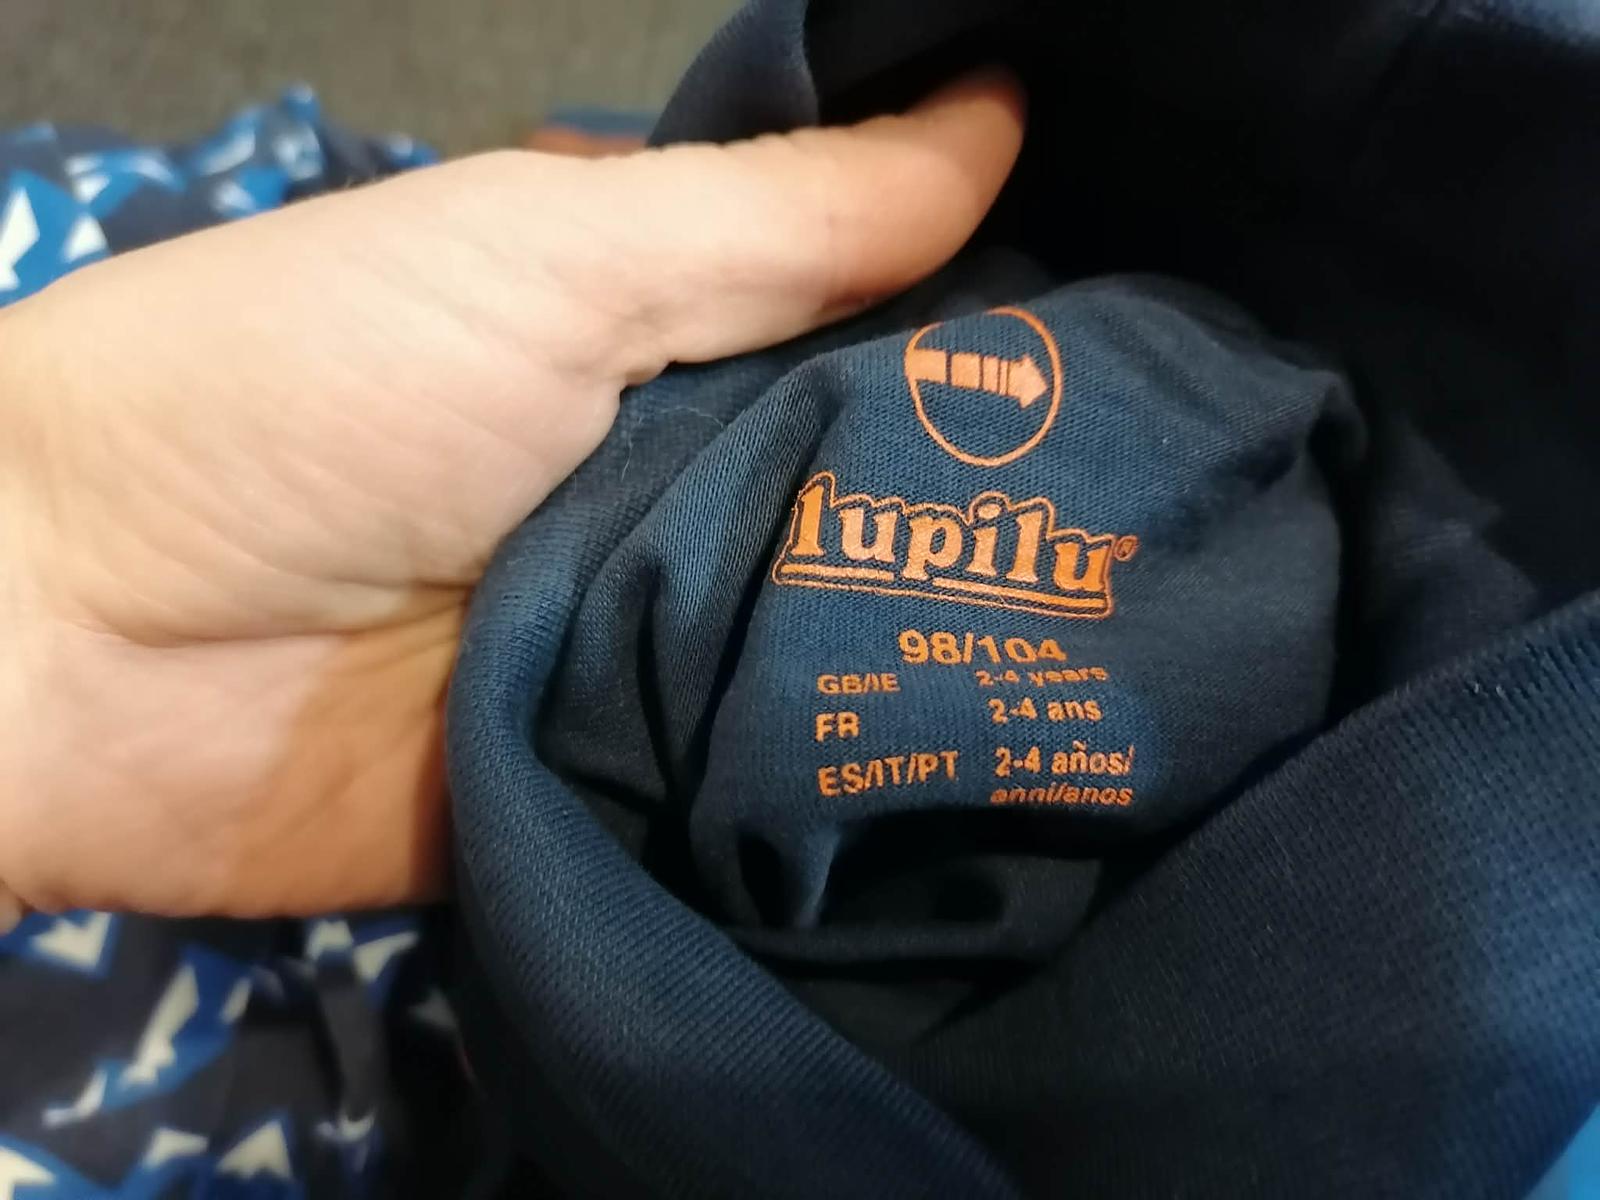 lupilu®
98/104
GB/IE 2-4 years
FR 2-4 ans
ES/IT/PT 2-4 años/
anni/anos